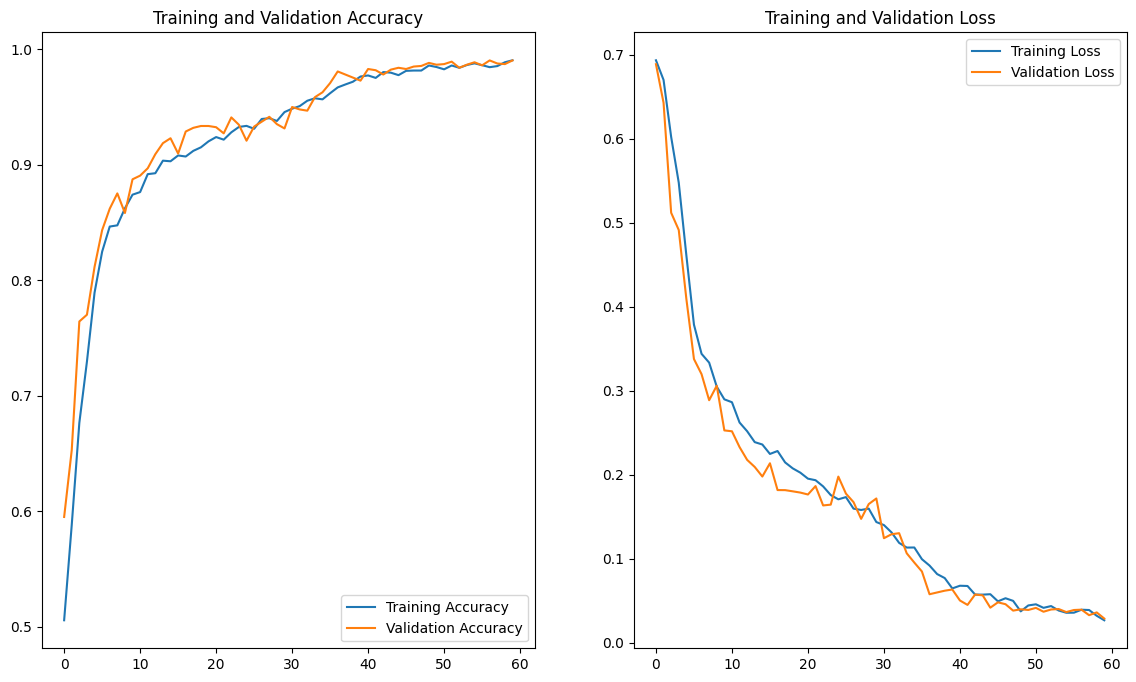 Training and Validation Accuracy
1.0
0.9
0.8
0.7
0.6
0.5
0 10 20 30 40 50 60
Training Accuracy
Validation Accuracy
Training and Validation Loss
0.7
0.6
0.5
0.4
0.3
0.2
0.1
0.0
0 10 20 30 40 50 60
Training Loss
Validation Loss